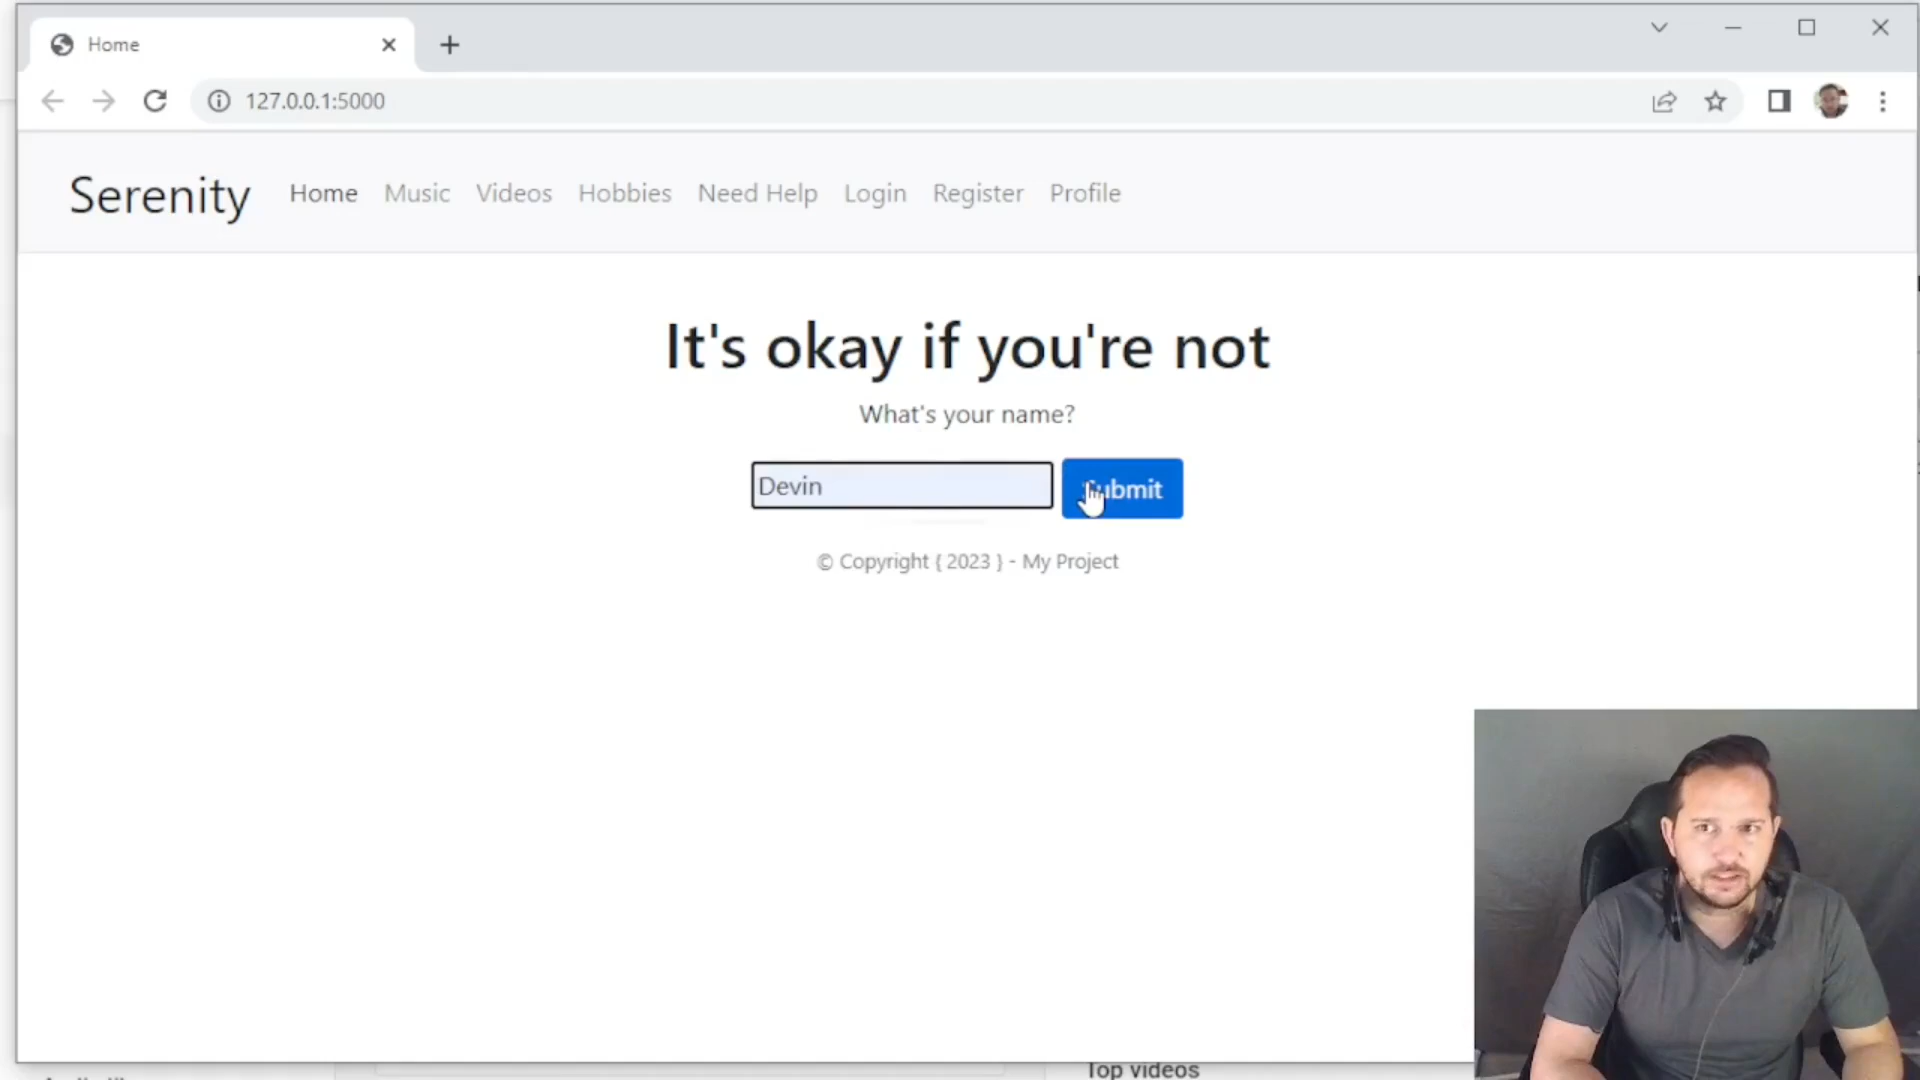 Home
127.0.0.1:5000
Serenity Home Music Videos Hobbies Need Help Login Register Profile
It's okay if you're not
What's your name?
Devin
© Copyright { 2023 } - My Project
Top videos